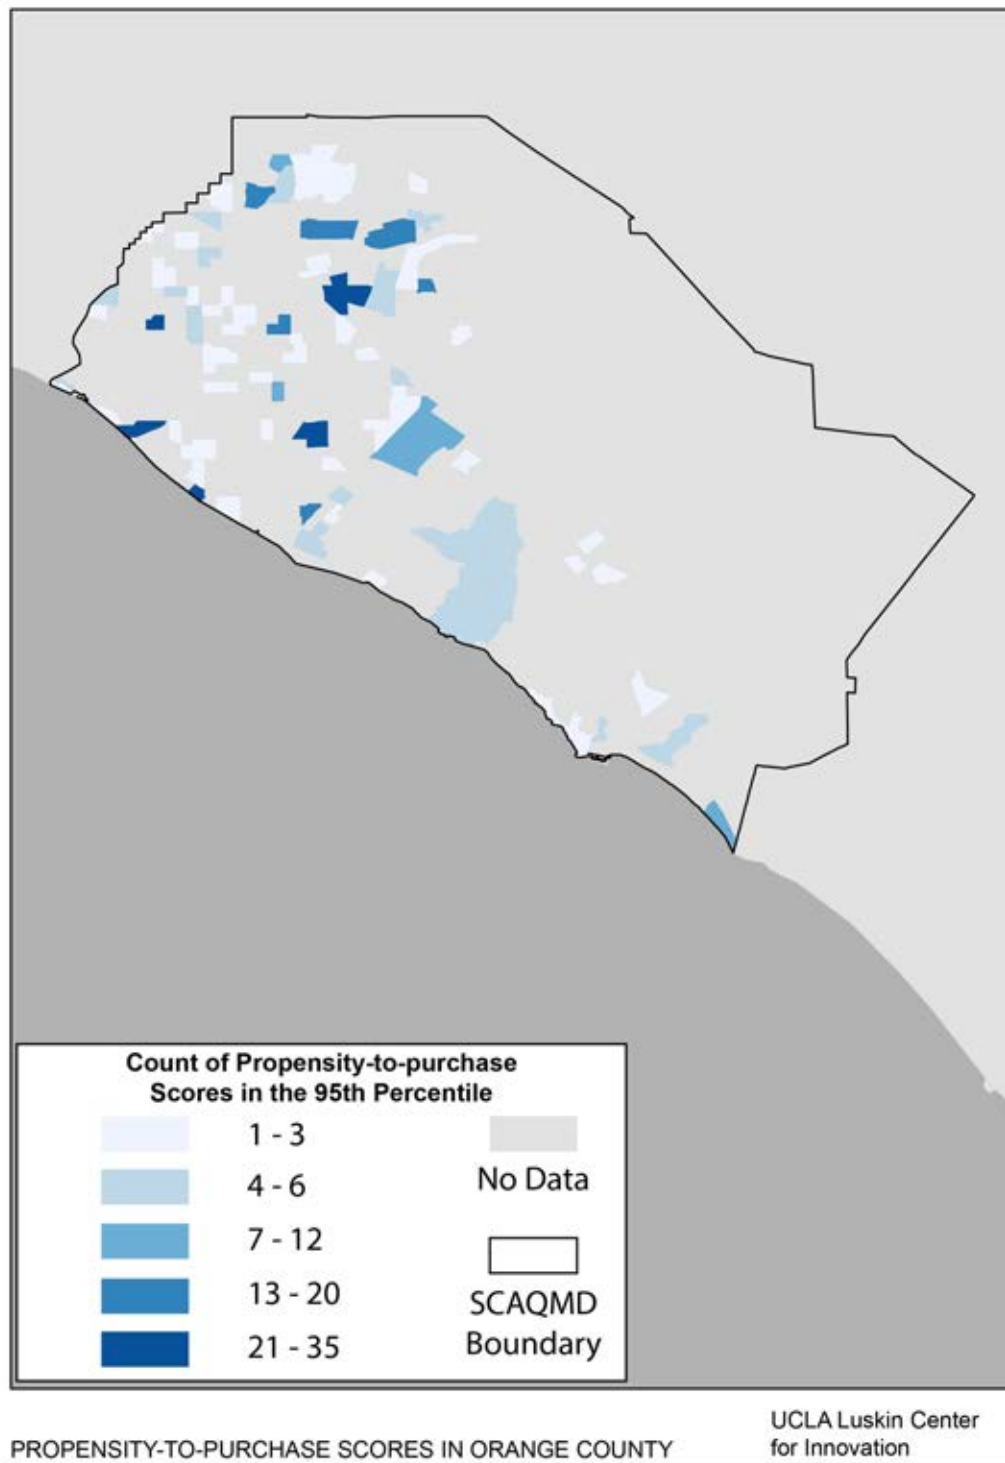 Count of Propensity-to-purchase
Scores in the 95th Percentile
1 - 3
4 - 6
7 - 12
13 - 20
21 - 35
No Data
SCAQMD
Boundary
PROPENSITY-TO-PURCHASE SCORES IN ORANGE COUNTY
UCLA Luskin Center
for Innovation